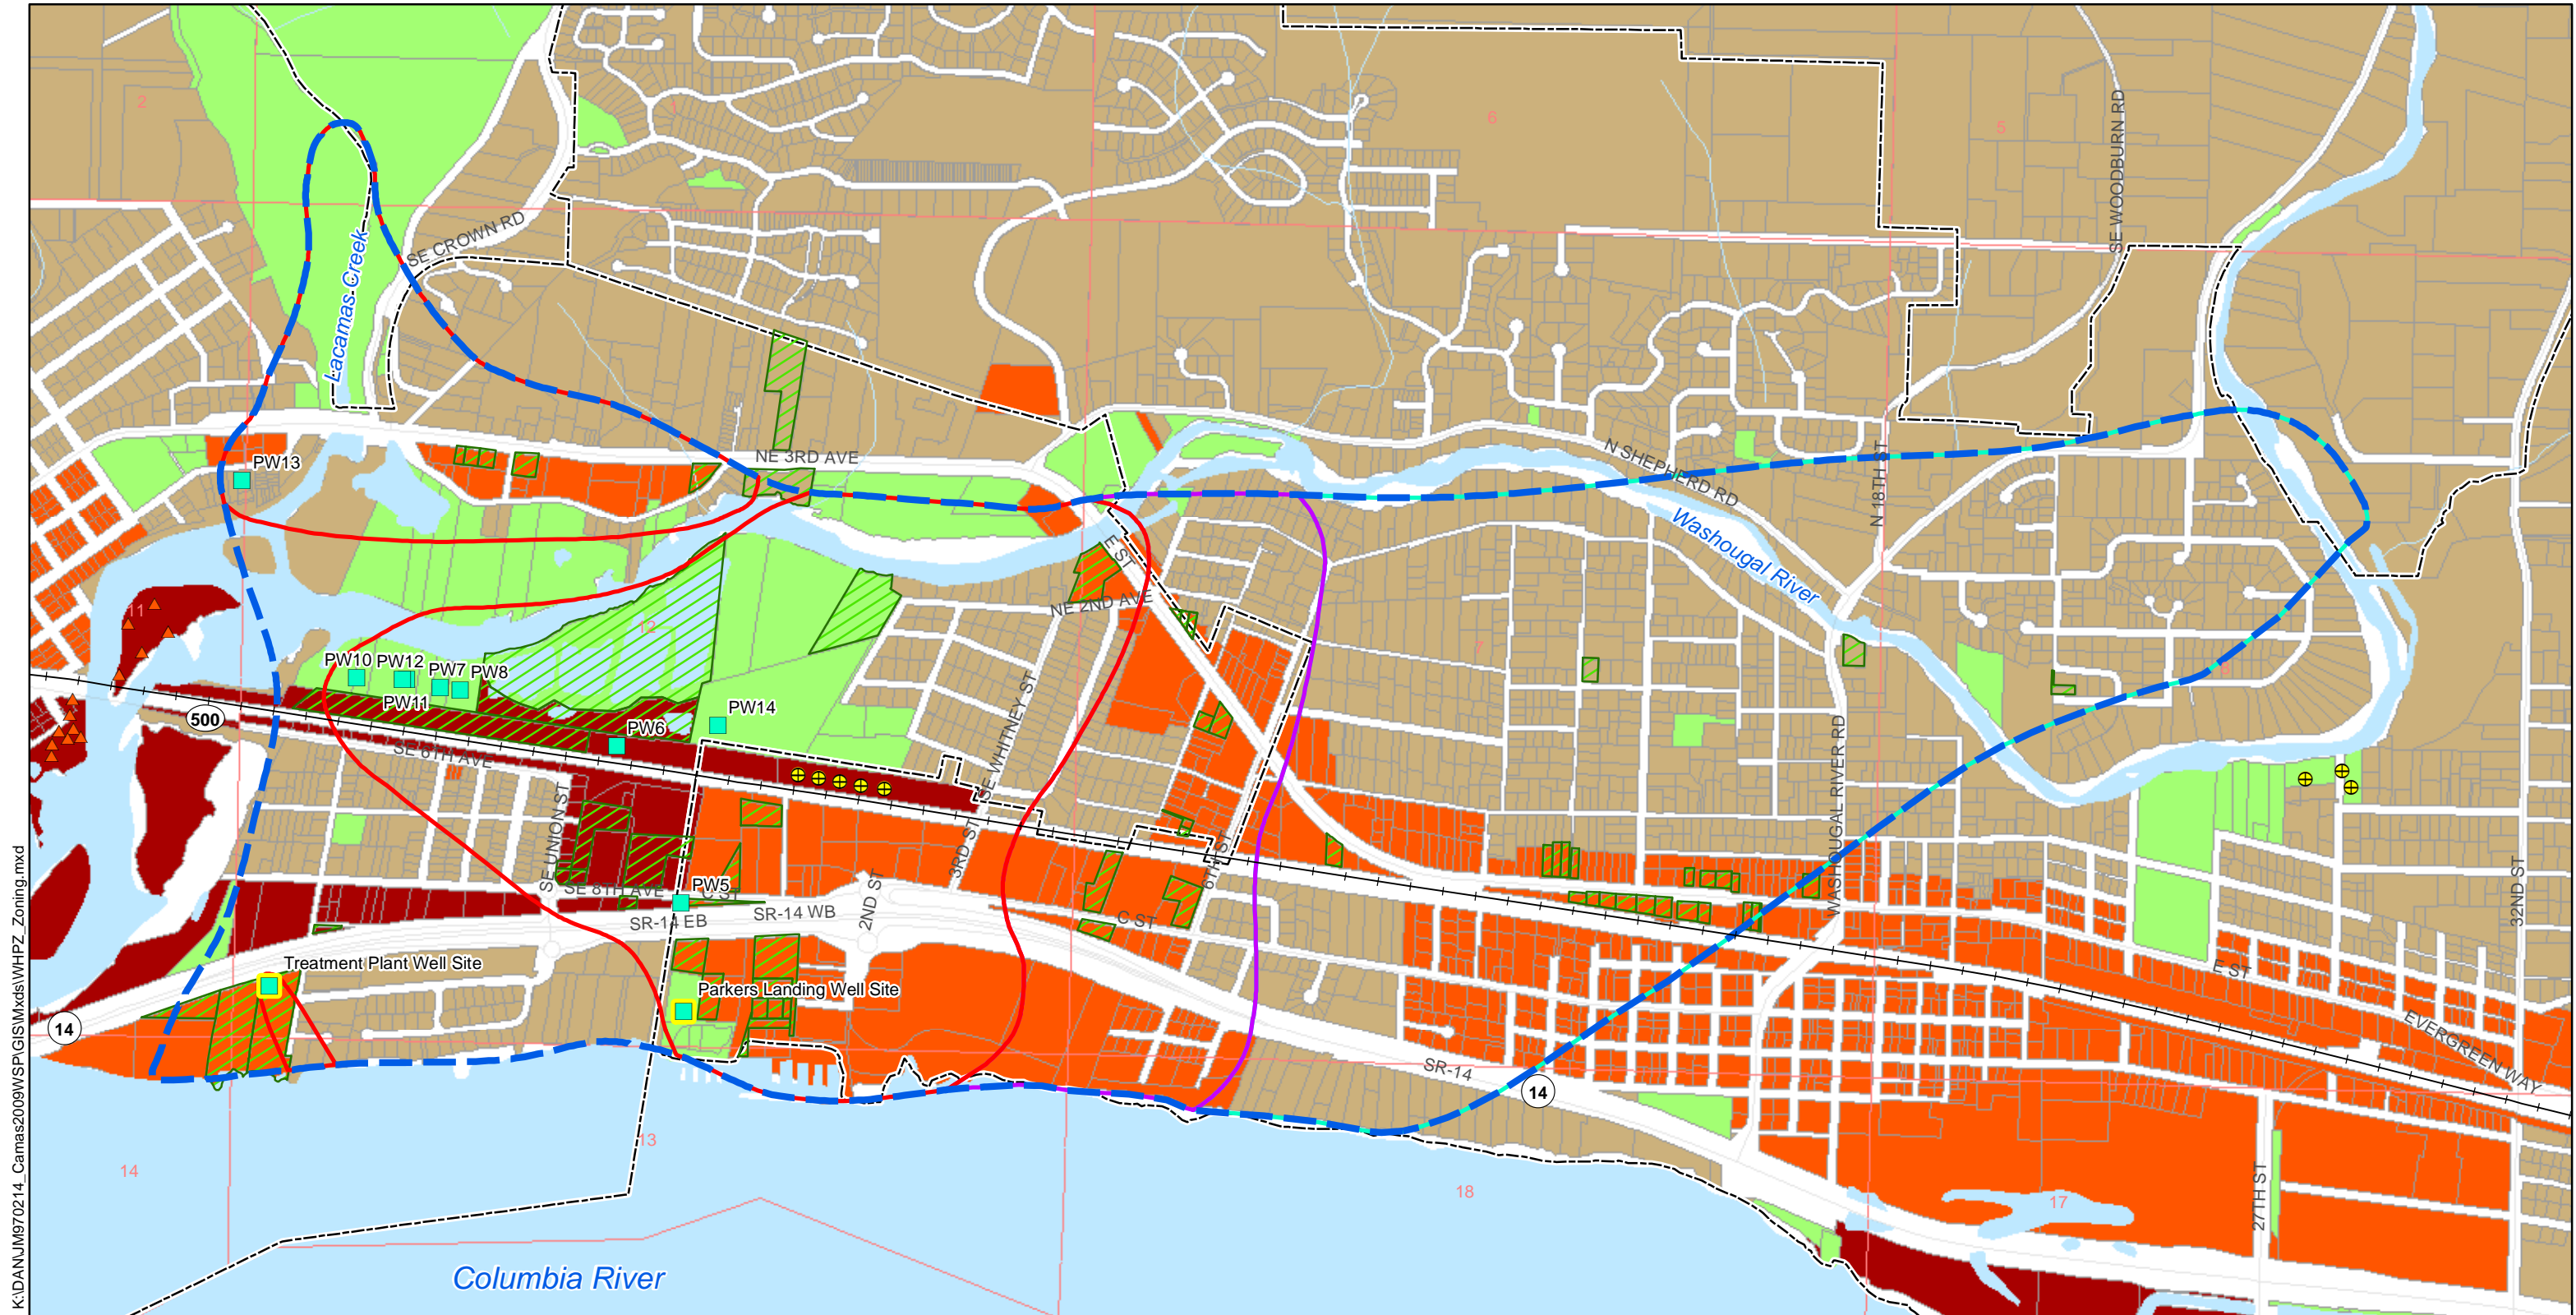 2
1
6
5
SE WOODBURN RD
SE CROWN RD
Lacamas Creek
NE 3RD AVE
PW13
N SHEPHERD RD
N 18TH ST
Washougal River
E ST
NE 2ND AVE
11
12
7
PW10
PW12
PW7
PW8
PW11
PW14
PW6
500
SE 6TH AVE
SE WHITNEY ST
SE UNION ST
WASHOUGAL RIVER RD
3RD ST
6TH ST
SE 8TH AVE
PW5
C ST
SR-14 WB
SR-14 EB
2ND ST
C ST
32ND ST
E ST
Treatment Plant Well Site
Parkers Landing Well Site
14
EVERGREEN WAY
SR-14
14
13
14
18
17
27TH ST
Columbia River
K:\DAN\JM970214_Camas2009WSP\GIS\Mxds\WHPZ_Zoning.mxd